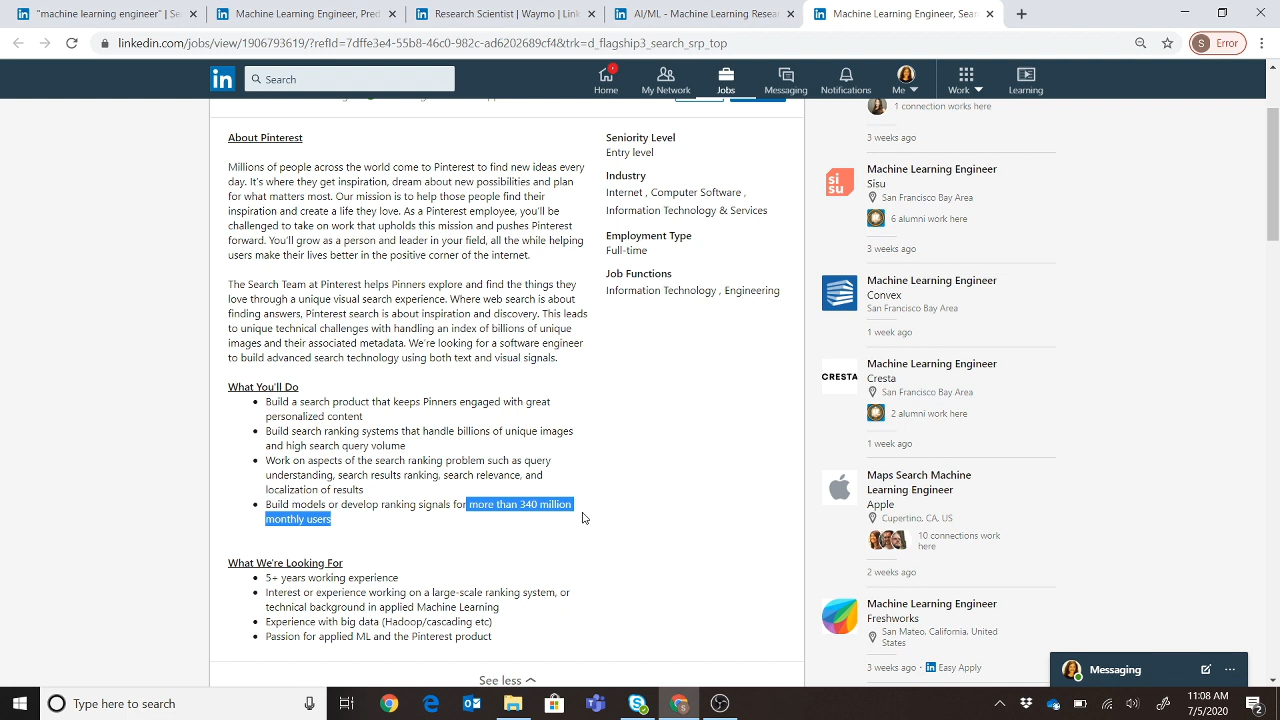 "machine learning engineer" | Se
Machine Learning Engineer, Pred
Research Scientist | Waymo | Link
AI/ML - Machine Learning Resea
Machine Learning Engineer, Sear
linkedin.com/jobs/view/1906793619/?refId=7dffe3e4-55b8-46c0-982c-ad6202689cf4&trk=d_flagship3_search_srp_top
S Error
in
Search
Home
My Network
Jobs
Messaging
Notifications
Me
Work
Learning
About Pinterest
Millions of people across the world come to Pinterest to find new ideas every
day. It's where they get inspiration, dream about new possibilities and plan
for what matters most. Our mission is to help those people find their
inspiration and create a life they love. As a Pinterest employee, you'll be
challenged to take on work that upholds this mission and pushes Pinterest
forward. You'll grow as a person and leader in your field, all the while helping
users make their lives better in the positive corner of the internet.
The Search Team at Pinterest helps Pinners explore and find the things they
love through a unique visual search experience. Where web search is about
finding answers, Pinterest search is about inspiration and discovery. This leads
to unique technical challenges with handling an index of billions of unique
images and their associated metadata. We're looking for a software engineer
to build advanced search technology using both text and visual signals.
What You'll Do
• Build a search product that keeps Pinners engaged with great
personalized content
• Build search ranking systems that handle billions of unique images
and high search query volume
• Work on aspects of the search ranking problem such as query
understanding, search results ranking, search relevance, and
localization of results
• Build models or develop ranking signals for more than 340 million
monthly users
What We're Looking For
• 5+ years working experience
• Interest or experience working on a large-scale ranking system, or
technical background in applied Machine Learning
• Experience with big data (Hadoop/cascading etc)
• Passion for applied ML and the Pinterest product
See less
Seniority Level
Entry level
Industry
Internet , Computer Software ,
Information Technology & Services
Employment Type
Full-time
Job Functions
Information Technology , Engineering
1 connection works here
3 weeks ago
si
su
Machine Learning Engineer
Sisu
San Francisco Bay Area
6 alumni work here
3 weeks ago
Machine Learning Engineer
Convex
San Francisco Bay Area
1 week ago
CRESTA
Machine Learning Engineer
Cresta
San Francisco Bay Area
2 alumni work here
1 week ago
Maps Search Machine
Learning Engineer
Apple
Cupertino, CA, US
10 connections work
here
2 weeks ago
Machine Learning Engineer
Freshworks
San Mateo, California, United
States
3 weeks ago · in Easy Apply
Messaging
Type here to search
11:08 AM
7/5/2020
2